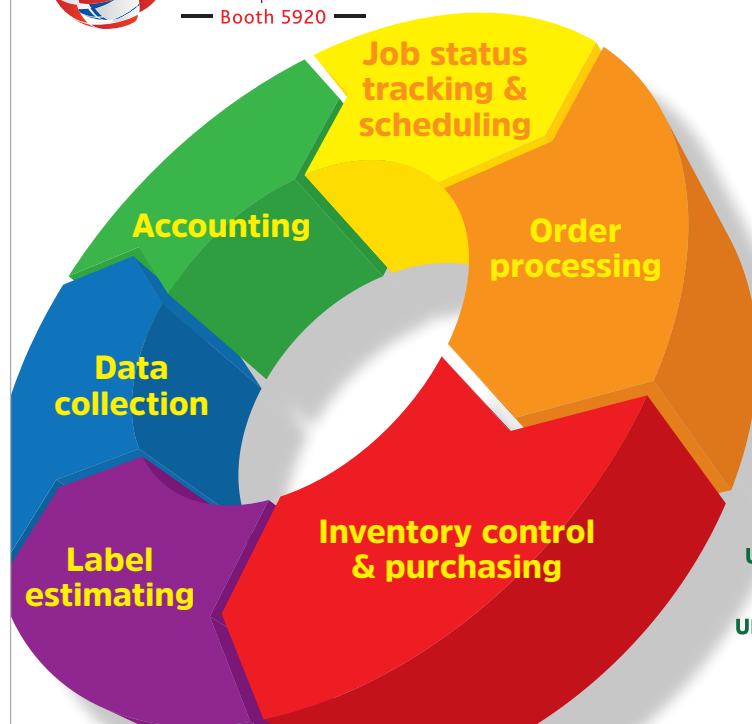 Booth 5920
Job status
tracking &
scheduling
Accounting
Order
processing
Data
collection
Inventory control
& purchasing
Label
estimating